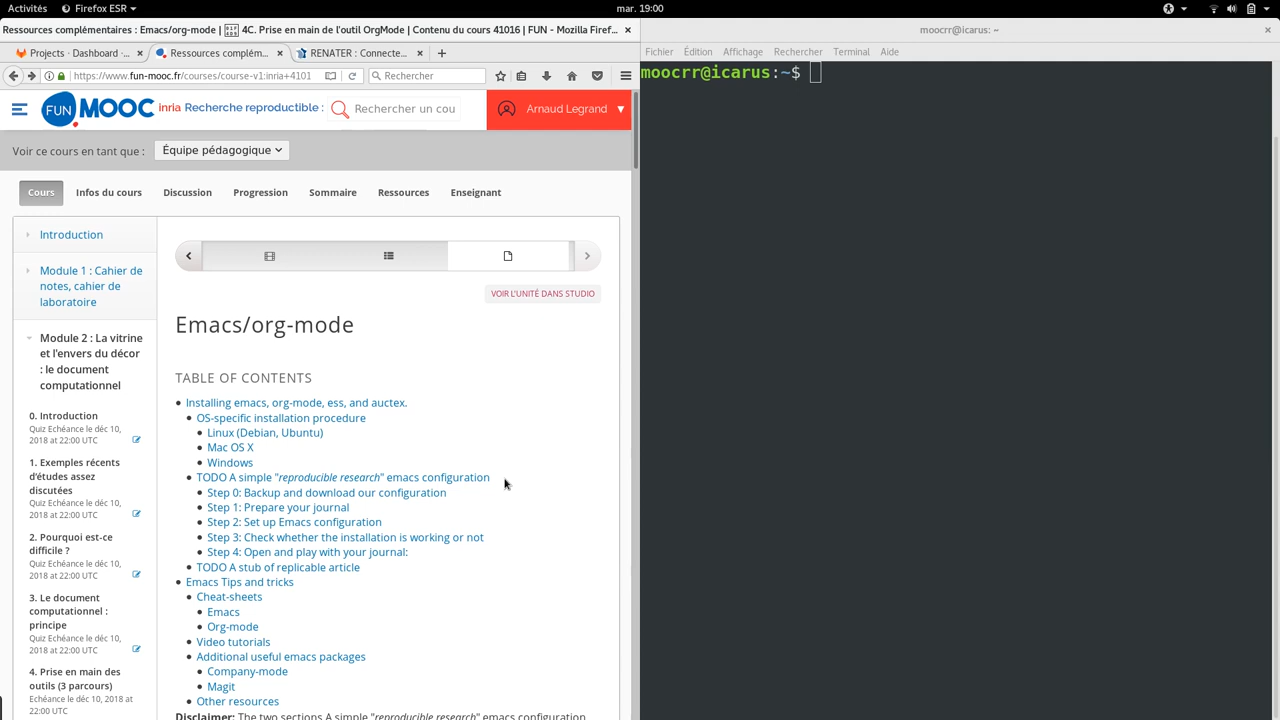 Activités Firefox ESR mar. 19:00
Ressources complémentaires : Emacs/org-mode | 4C. Prise en main de l'outil OrgMode | Contenu du cours 41016 | FUN - Mozilla Firef... ×
moocrr@icarus: ~ ×
Projets · Dashboard · ... × Ressources complém... × RENATER : Connecte... × +
Fichier Édition Affichage Rechercher Terminal Aide
https://www.fun-mooc.fr/courses/course-v1:inria+4101 Rechercher
moocrr@icarus:~$
FUN MOOC inria Recherche reproductible : Rechercher un cou Arnaud Legrand
Voir ce cours en tant que : Équipe pédagogique
Cours Infos du cours Discussion Progression Sommaire Ressources Enseignant
Introduction
Module 1 : Cahier de
notes, cahier de
laboratoire
Module 2 : La vitrine
et l'envers du décor
: le document
computationnel
0. Introduction
Quiz Echéance le déc 10,
2018 at 22:00 UTC
1. Exemples récents
d'études assez
discutées
Quiz Echéance le déc 10,
2018 at 22:00 UTC
2. Pourquoi est-ce
difficile ?
Quiz Echéance le déc 10,
2018 at 22:00 UTC
3. Le document
computationnel :
principe
Quiz Echéance le déc 10,
2018 at 22:00 UTC
4. Prise en main des
outils (3 parcours)
Echéance le déc 10, 2018 at
22:00 UTC
VOIR L'UNITÉ DANS STUDIO
Emacs/org-mode
TABLE OF CONTENTS
Installing emacs, org-mode, ess, and auctex.
OS-specific installation procedure
Linux (Debian, Ubuntu)
Mac OS X
Windows
TODO A simple "reproducible research" emacs configuration
Step 0: Backup and download our configuration
Step 1: Prepare your journal
Step 2: Set up Emacs configuration
Step 3: Check whether the installation is working or not
Step 4: Open and play with your journal:
TODO A stub of replicable article
Emacs Tips and tricks
Cheat-sheets
Emacs
Org-mode
Video tutorials
Additional useful emacs packages
Company-mode
Magit
Other resources
Disclaimer: The two sections A simple "reproducible research" emacs configuration